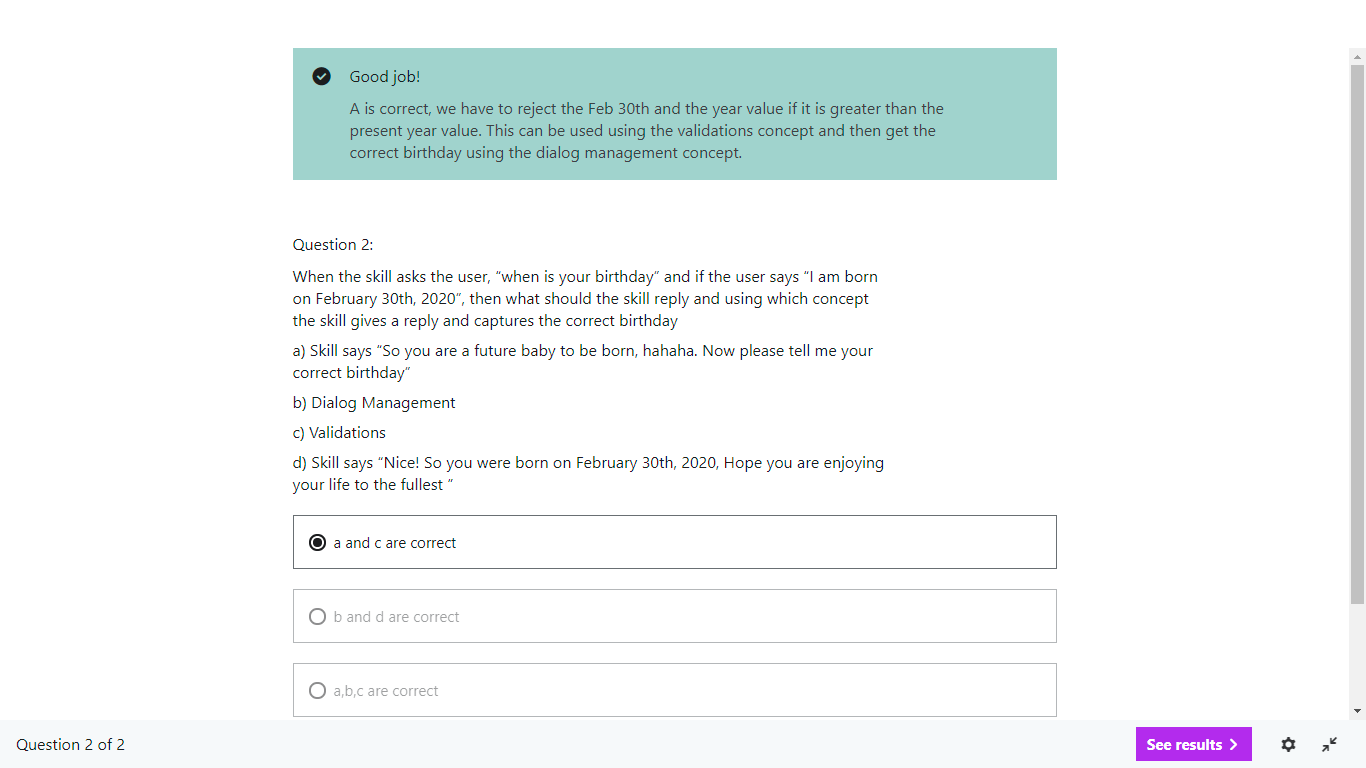 Good job!
A is correct, we have to reject the Feb 30th and the year value if it is greater than the
present year value. This can be used using the validations concept and then get the
correct birthday using the dialog management concept.
Question 2:
When the skill asks the user, “when is your birthday” and if the user says “I am born
on February 30th, 2020”, then what should the skill reply and using which concept
the skill gives a reply and captures the correct birthday
a) Skill says “So you are a future baby to be born, hahaha. Now please tell me your
correct birthday”
b) Dialog Management
c) Validations
d) Skill says “Nice! So you were born on February 30th, 2020, Hope you are enjoying
your life to the fullest ”
a and c are correct
b and d are correct
a,b,c are correct
Question 2 of 2
See results